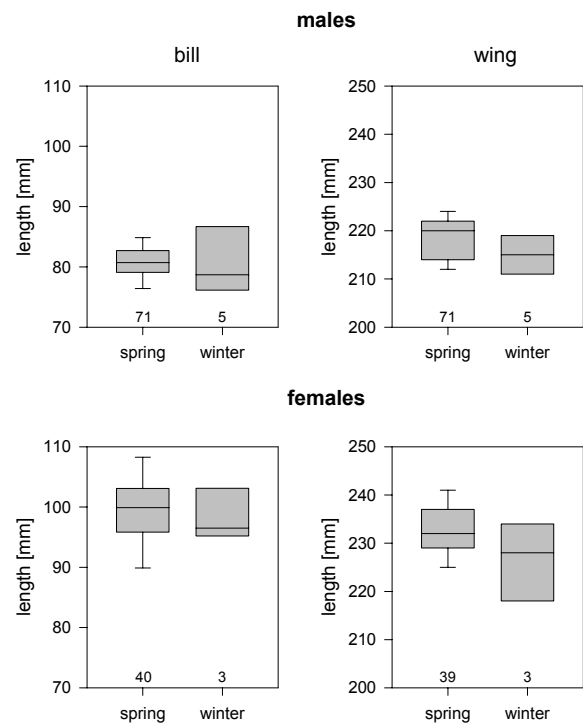 males
bill wing
110
100
90
80
70
length [mm]
71 5
spring winter
250
240
230
220
210
200
length [mm]
71 5
spring winter
females
110
100
90
80
70
length [mm]
40 3
spring winter
250
240
230
220
210
200
length [mm]
39 3
spring winter